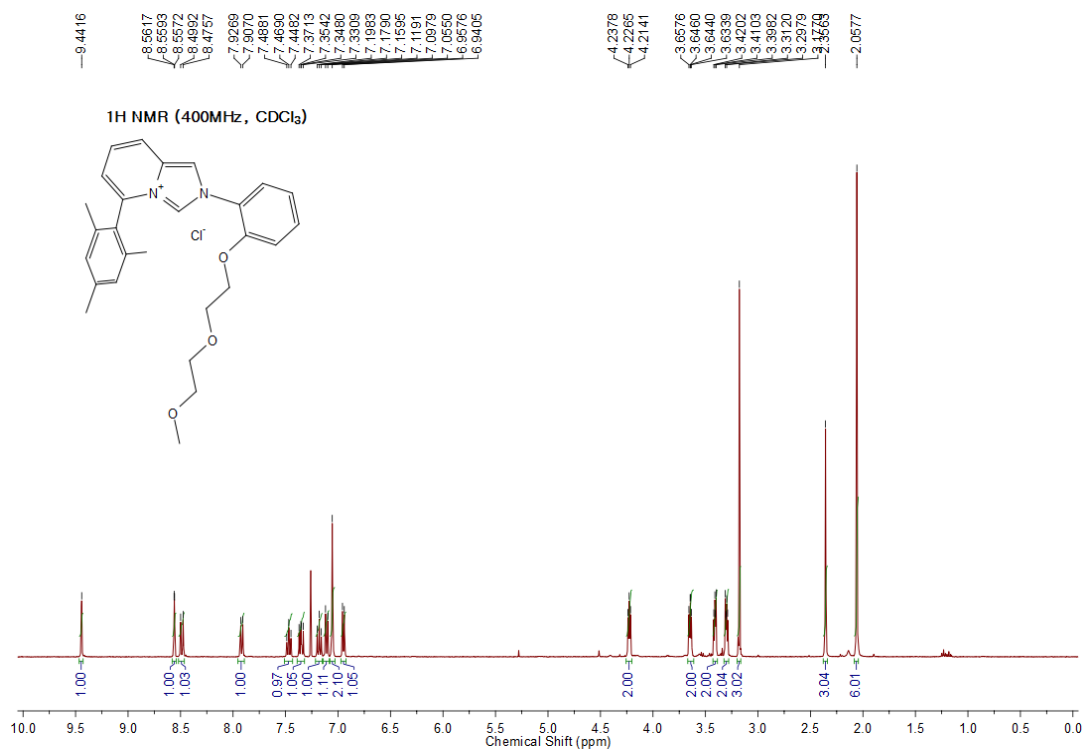 9.4416 8.5617 8.5593 8.5572 8.4992 8.4757 7.9269 7.9070 7.4881 7.4690 7.4482 7.3713 7.3542 7.3480 7.3309 7.1983 7.1790 7.1595 7.1191 7.0979 7.0550 6.9576 6.9405 4.2378 4.2265 4.2141 3.6576 3.6460 3.6440 3.6339 3.4202 3.4103 3.3982 3.3120 3.2979 3.1770 2.3563 2.0577
1H NMR (400MHz, CDCl₃)
N⁺ N
Cl⁻
O
O
O
1.00 1.00 1.03 1.00 0.97 1.05 1.00 1.11 2.10 1.05 2.00 2.00 2.00 2.04 3.02 3.04 6.01
10.0 9.5 9.0 8.5 8.0 7.5 7.0 6.5 6.0 5.5 5.0 4.5 4.0 3.5 3.0 2.5 2.0 1.5 1.0 0.5 0.0
Chemical Shift (ppm)